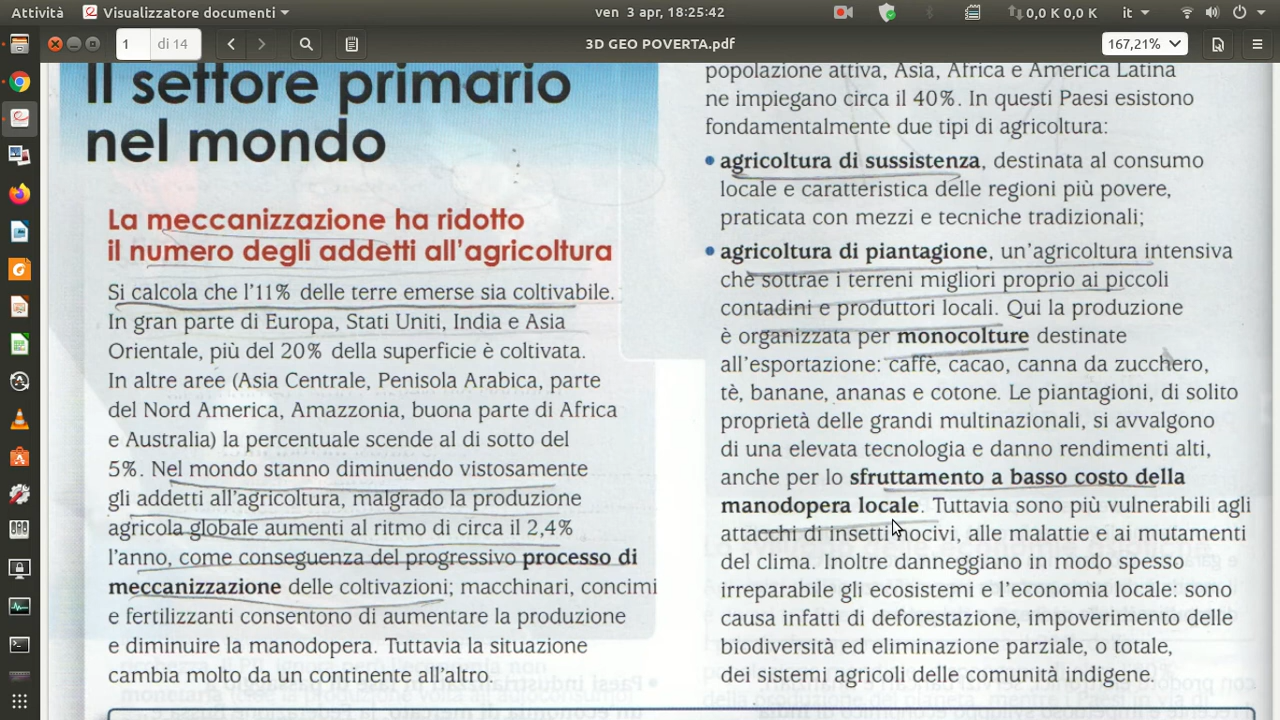 Attività
Visualizzatore documenti
ven 3 apr, 18:25:42
0,0 K 0,0 K
it
1
di 14
3D GEO POVERTA.pdf
167,21%
Il settore primario
nel mondo
La meccanizzazione ha ridotto
il numero degli addetti all'agricoltura
Si calcola che l'11% delle terre emerse sia coltivabile.
In gran parte di Europa, Stati Uniti, India e Asia
Orientale, più del 20% della superficie è coltivata.
In altre aree (Asia Centrale, Penisola Arabica, parte
del Nord America, Amazzonia, buona parte di Africa
e Australia) la percentuale scende al di sotto del
5%. Nel mondo stanno diminuendo vistosamente
gli addetti all'agricoltura, malgrado la produzione
agricola globale aumenti al ritmo di circa il 2,4%
l'anno, come conseguenza del progressivo processo di
meccanizzazione delle coltivazioni; macchinari, concimi
e fertilizzanti consentono di aumentare la produzione
e diminuire la manodopera. Tuttavia la situazione
cambia molto da un continente all'altro.
popolazione attiva, Asia, Africa e America Latina
ne impiegano circa il 40%. In questi Paesi esistono
fondamentalmente due tipi di agricoltura:
• agricoltura di sussistenza, destinata al consumo
locale e caratteristica delle regioni più povere,
praticata con mezzi e tecniche tradizionali;
• agricoltura di piantagione, un'agricoltura intensiva
che sottrae i terreni migliori proprio ai piccoli
contadini e produttori locali. Qui la produzione
è organizzata per monocolture destinate
all'esportazione: caffè, cacao, canna da zucchero,
tè, banane, ananas e cotone. Le piantagioni, di solito
proprietà delle grandi multinazionali, si avvalgono
di una elevata tecnologia e danno rendimenti alti,
anche per lo sfruttamento a basso costo della
manodopera locale. Tuttavia sono più vulnerabili agli
attacchi di insetti nocivi, alle malattie e ai mutamenti
del clima. Inoltre danneggiano in modo spesso
irreparabile gli ecosistemi e l'economia locale: sono
causa infatti di deforestazione, impoverimento delle
biodiversità ed eliminazione parziale, o totale,
dei sistemi agricoli delle comunità indigene.